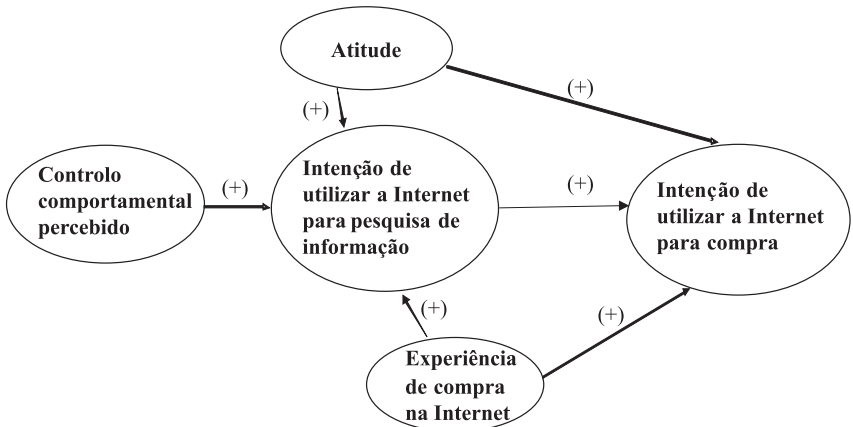 Atitude
(+)
(+)
Controlo
comportamental
percebido
(+)
Intenção de
utilizar a Internet
para pesquisa de
informação
(+)
Intenção de
utilizar a Internet
para compra
(+)
(+)
Experiência
de compra
na Internet